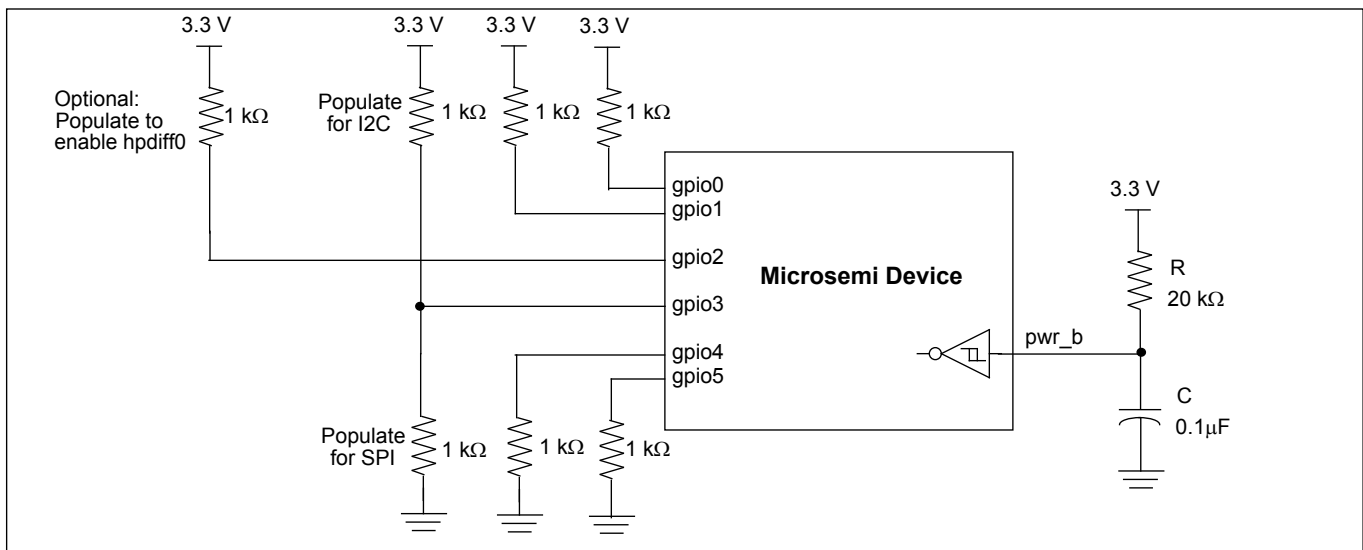 3.3 V
3.3 V
3.3 V
3.3 V
Optional:
Populate to
enable hpdiff0
1 kΩ
Populate
for I2C
1 kΩ
1 kΩ
1 kΩ
gpio0
gpio1
gpio2
gpio3
gpio4
gpio5
Microsemi Device
pwr_b
3.3 V
R
20 kΩ
C
0.1μF
Populate
for SPI
1 kΩ
1 kΩ
1 kΩ